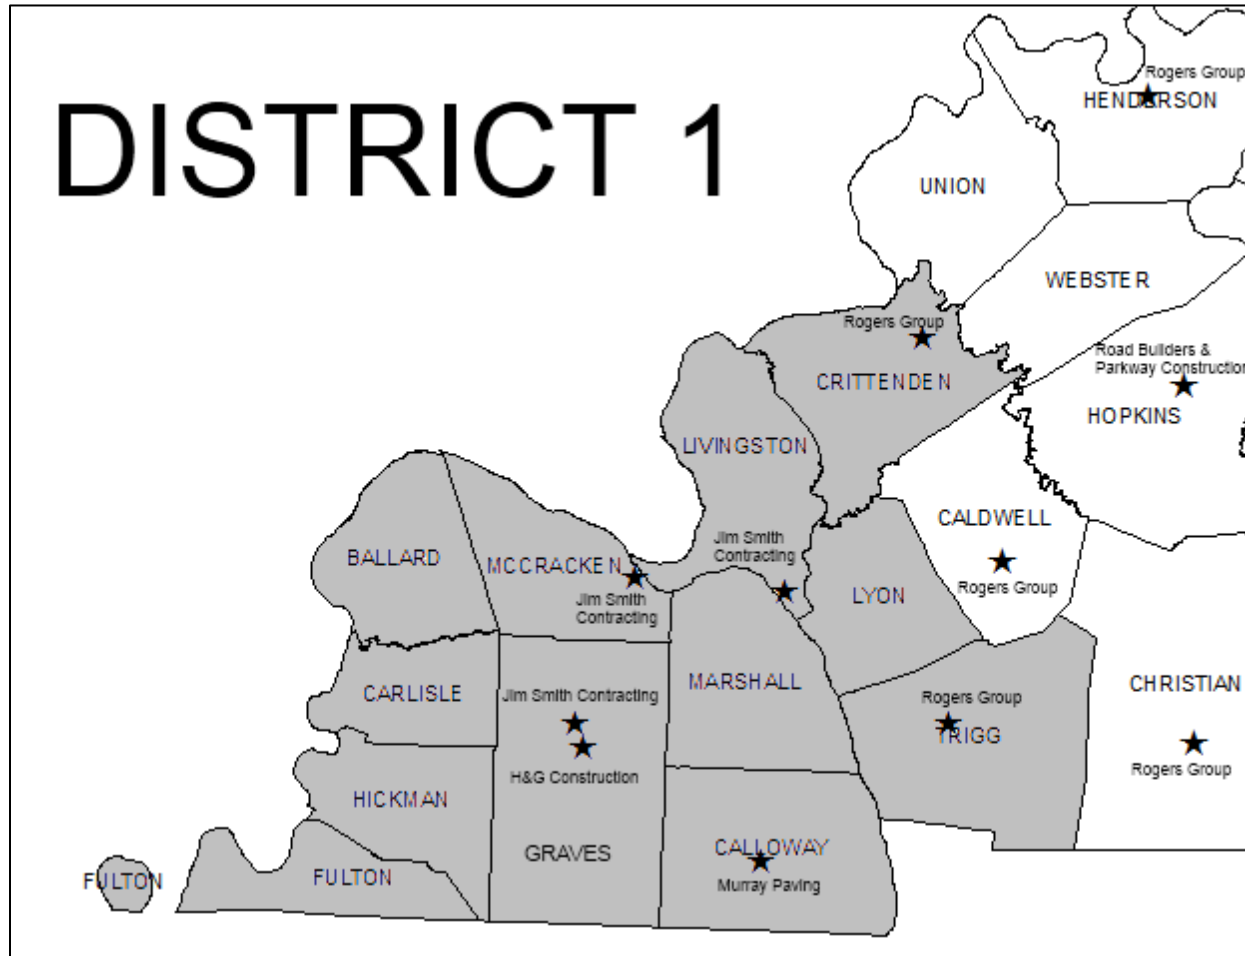 DISTRICT 1
Rogers Group
HENDERSON
UNION
WEBSTER
Rogers Group
Road Builders &
Parkway Construction
CRITTENDEN
HOPKINS
LIVINGSTON
CALDWELL
Jim Smith
Contracting
BALLARD
MCCRACKEN
Rogers Group
LYON
Jim Smith
Contracting
MARSHALL
CHRISTIAN
CARLISLE
Jim Smith Contracting
Rogers Group
TRIGG
Rogers Group
H&G Construction
HICKMAN
GRAVES
CALLOWAY
Murray Paving
FULTON
FULTON